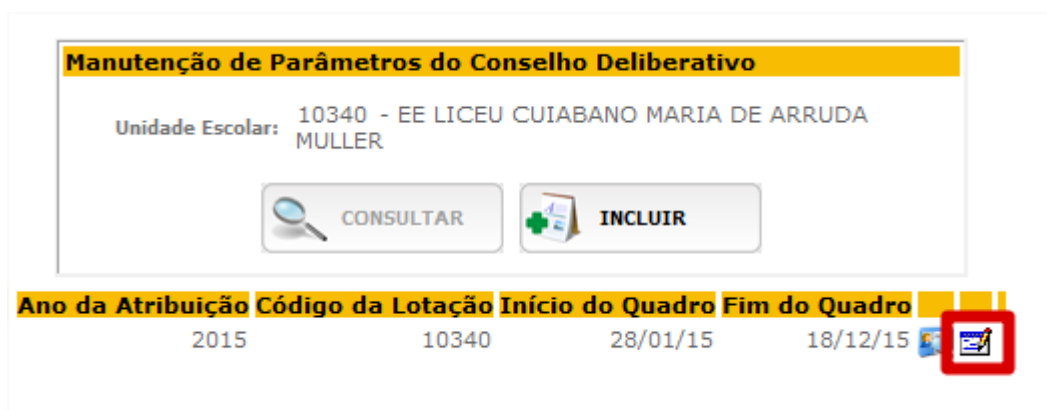 Manutenção de Parâmetros do Conselho Deliberativo
Unidade Escolar: 10340 - EE LICEU CUIABANO MARIA DE ARRUDA
MULLER
CONSULTAR INCLUIR
Ano da Atribuição Código da Lotação Início do Quadro Fim do Quadro
2015 10340 28/01/15 18/12/15